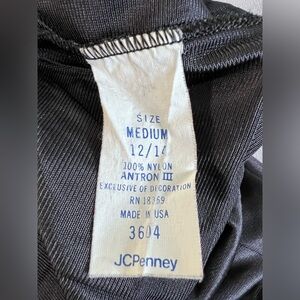 SIZE
MEDIUM
12/14
100% NYLON
ANTRON III
EXCLUSIVE OF DECORATION
RN 18769
MADE IN USA
3604
JCPenney